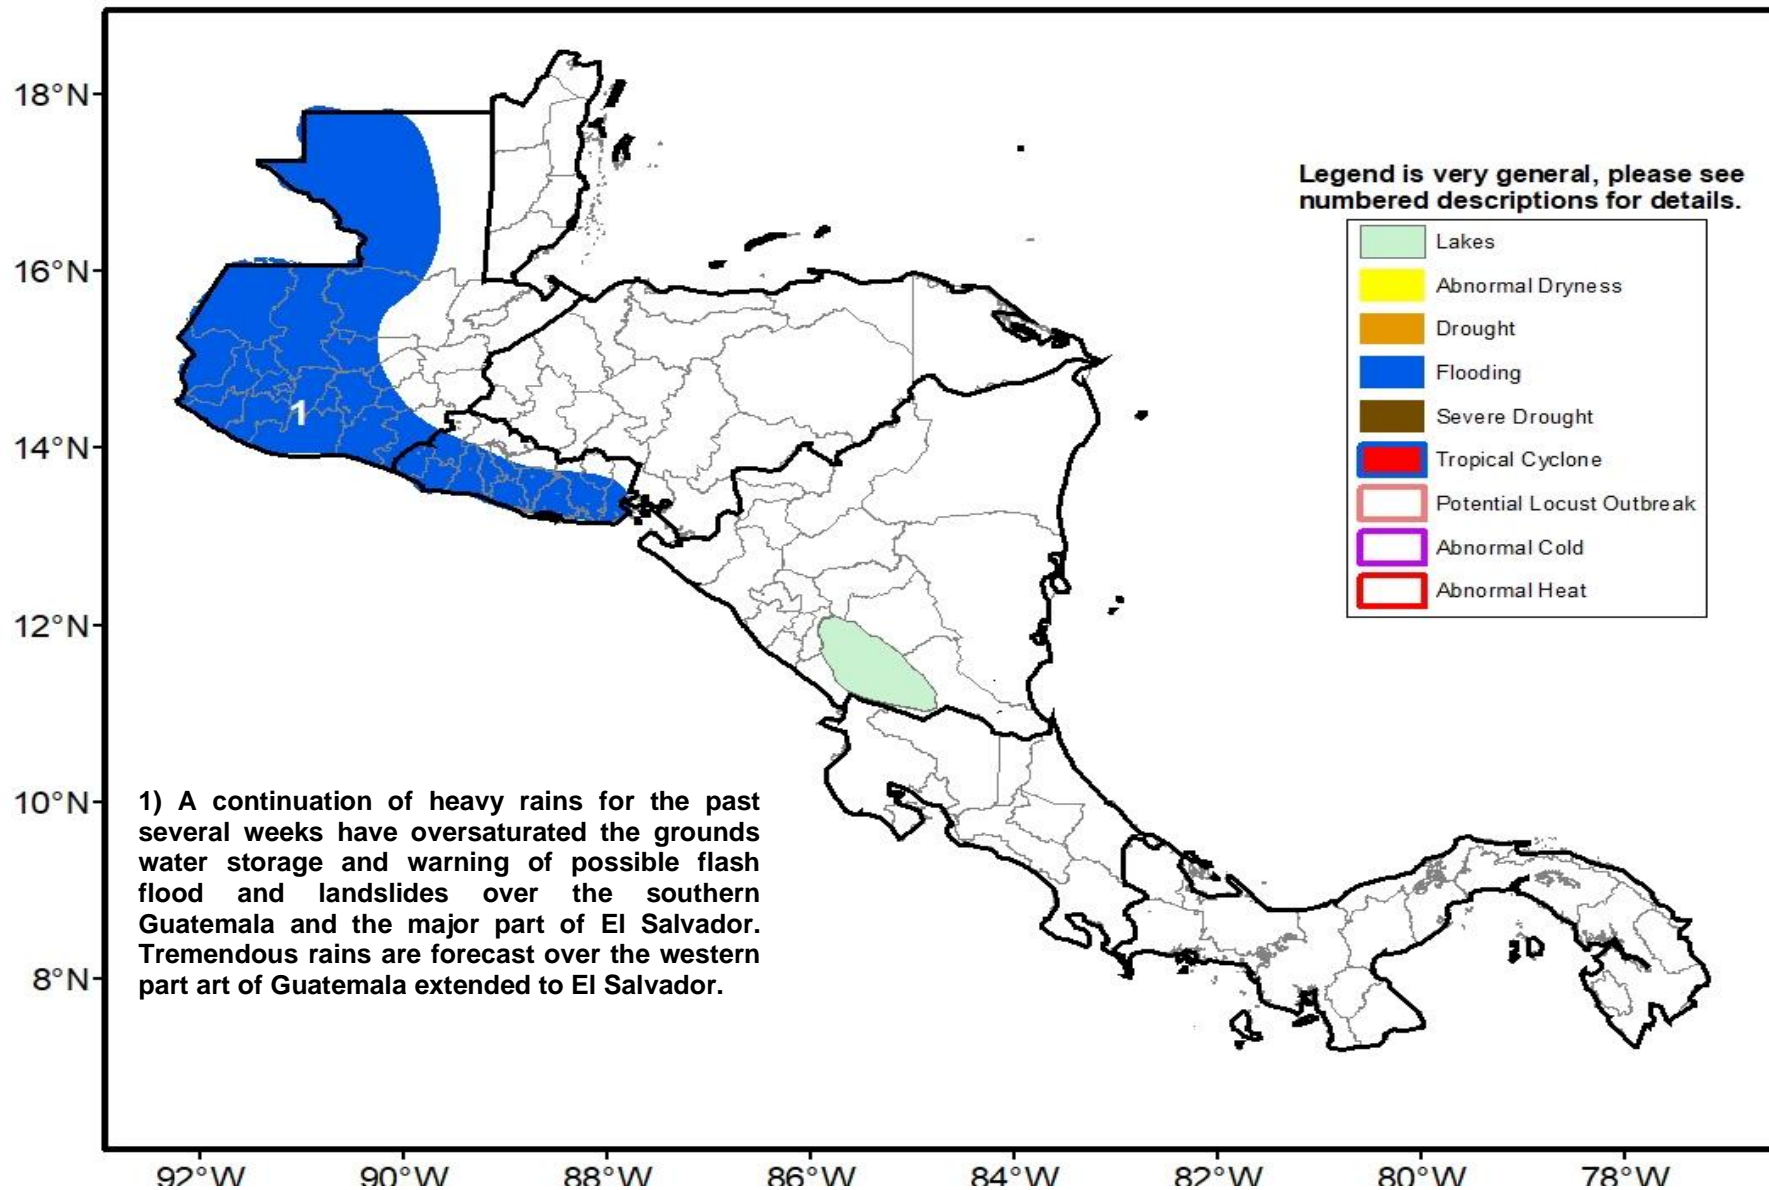 18°N
16°N
14°N
12°N
10°N
8°N
Legend is very general, please see
numbered descriptions for details.
Lakes
Abnormal Dryness
Drought
Flooding
Severe Drought
Tropical Cyclone
Potential Locust Outbreak
Abnormal Cold
Abnormal Heat
1
1) A continuation of heavy rains for the past
several weeks have oversaturated the grounds
water storage and warning of possible flash
flood and landslides over the southern
Guatemala and the major part of El Salvador.
Tremendous rains are forecast over the western
part art of Guatemala extended to El Salvador.
92°W 90°W 88°W 86°W 84°W 82°W 80°W 78°W